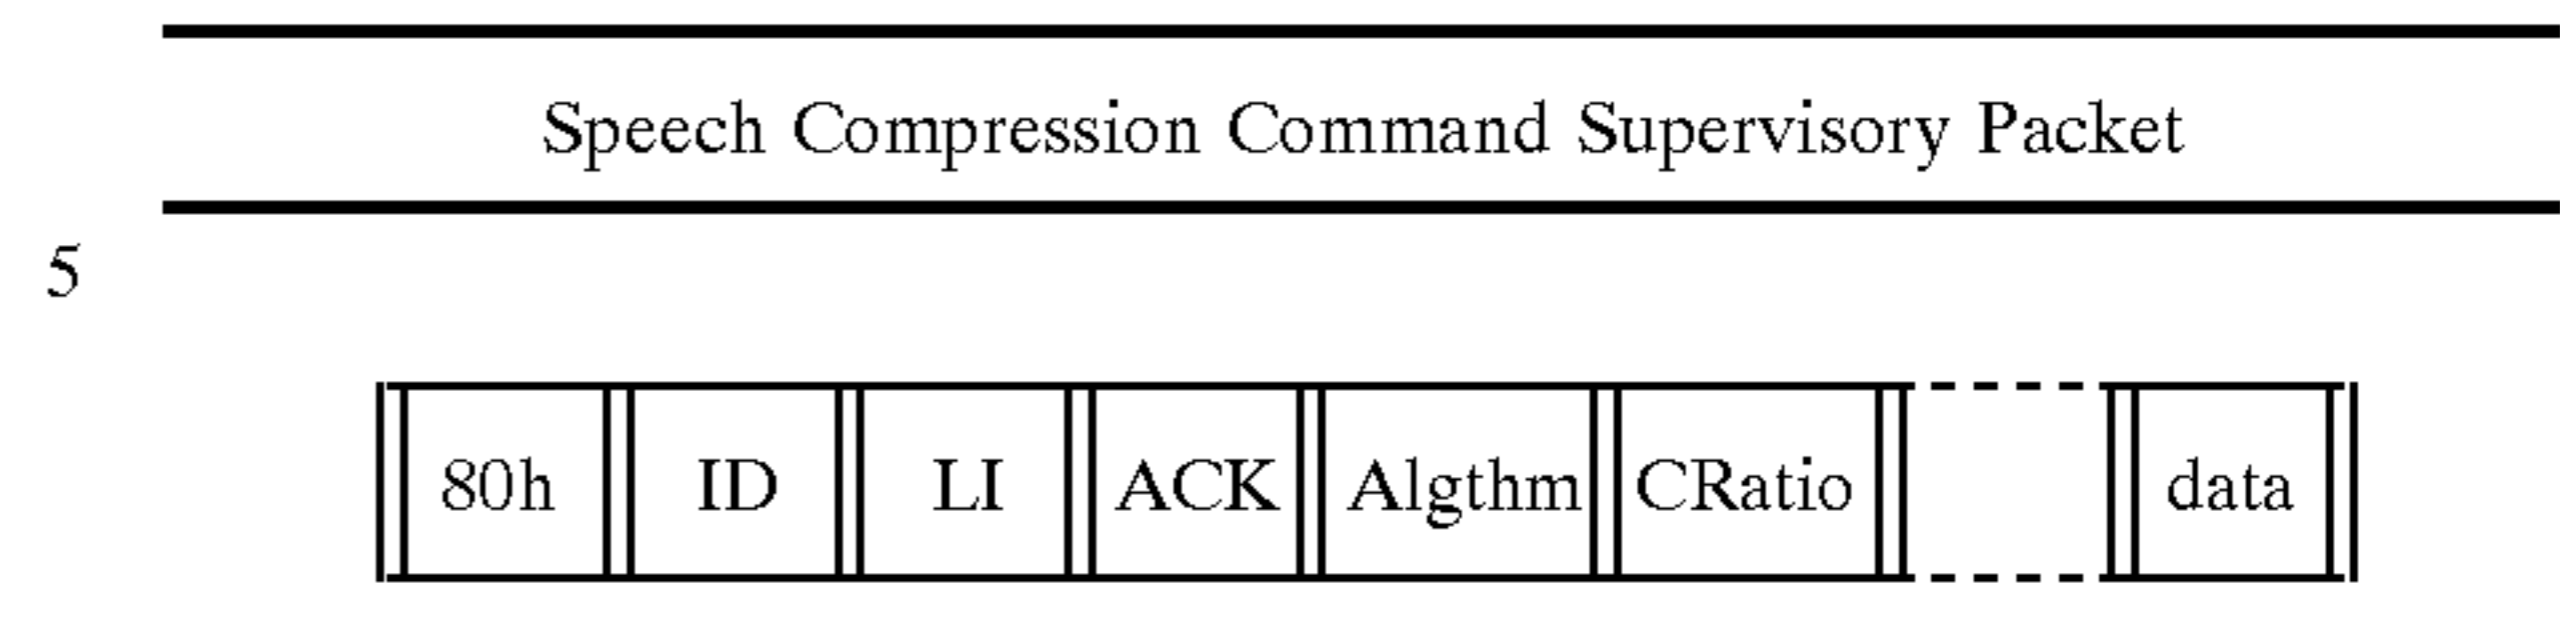 Speech Compression Command Supervisory Packet
5
80h ID LI ACK Algthm CRatio data